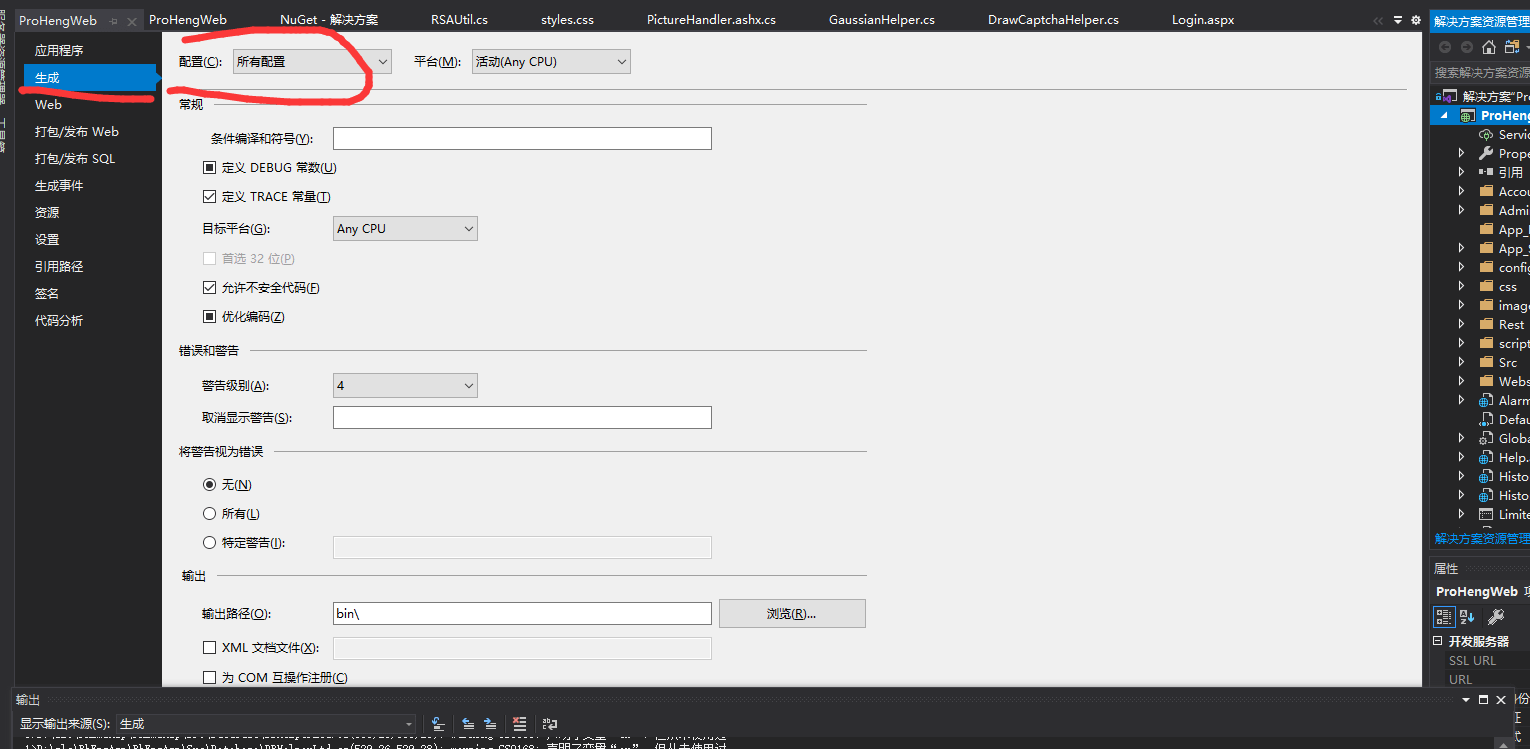 ProHengWeb
ProHengWeb
NuGet - 解决方案
RSAUtil.cs
styles.css
PictureHandler.ashx.cs
GaussianHelper.cs
DrawCaptchaHelper.cs
Login.aspx
应用程序
生成
Web
打包/发布 Web
打包/发布 SQL
生成事件
资源
设置
引用路径
签名
代码分析
配置(C): 所有配置
平台(M): 活动(Any CPU)
常规
条件编译和符号(Y):
定义 DEBUG 常数(U)
定义 TRACE 常量(T)
目标平台(G): Any CPU
首选 32 位(P)
允许不安全代码(F)
优化编码(Z)
错误和警告
警告级别(A): 4
取消显示警告(S):
将警告视为错误
无(N)
所有(L)
特定警告(I):
输出
输出路径(O): bin\ 浏览(R)...
XML 文档文件(X):
为 COM 互操作注册(C)
解决方案资源管理
搜索解决方案资源
解决方案"Pro
ProHeng
Servic
Prope
引用
Accou
Admi
App_
App_S
config
css
image
Rest
script
Src
Webs
Alarm
Defau
Globa
Help.
Histo
Histo
Limite
解决方案资源管理
属性
ProHengWeb 项
开发服务器
SSL URL
URL
输出
显示输出来源(S): 生成